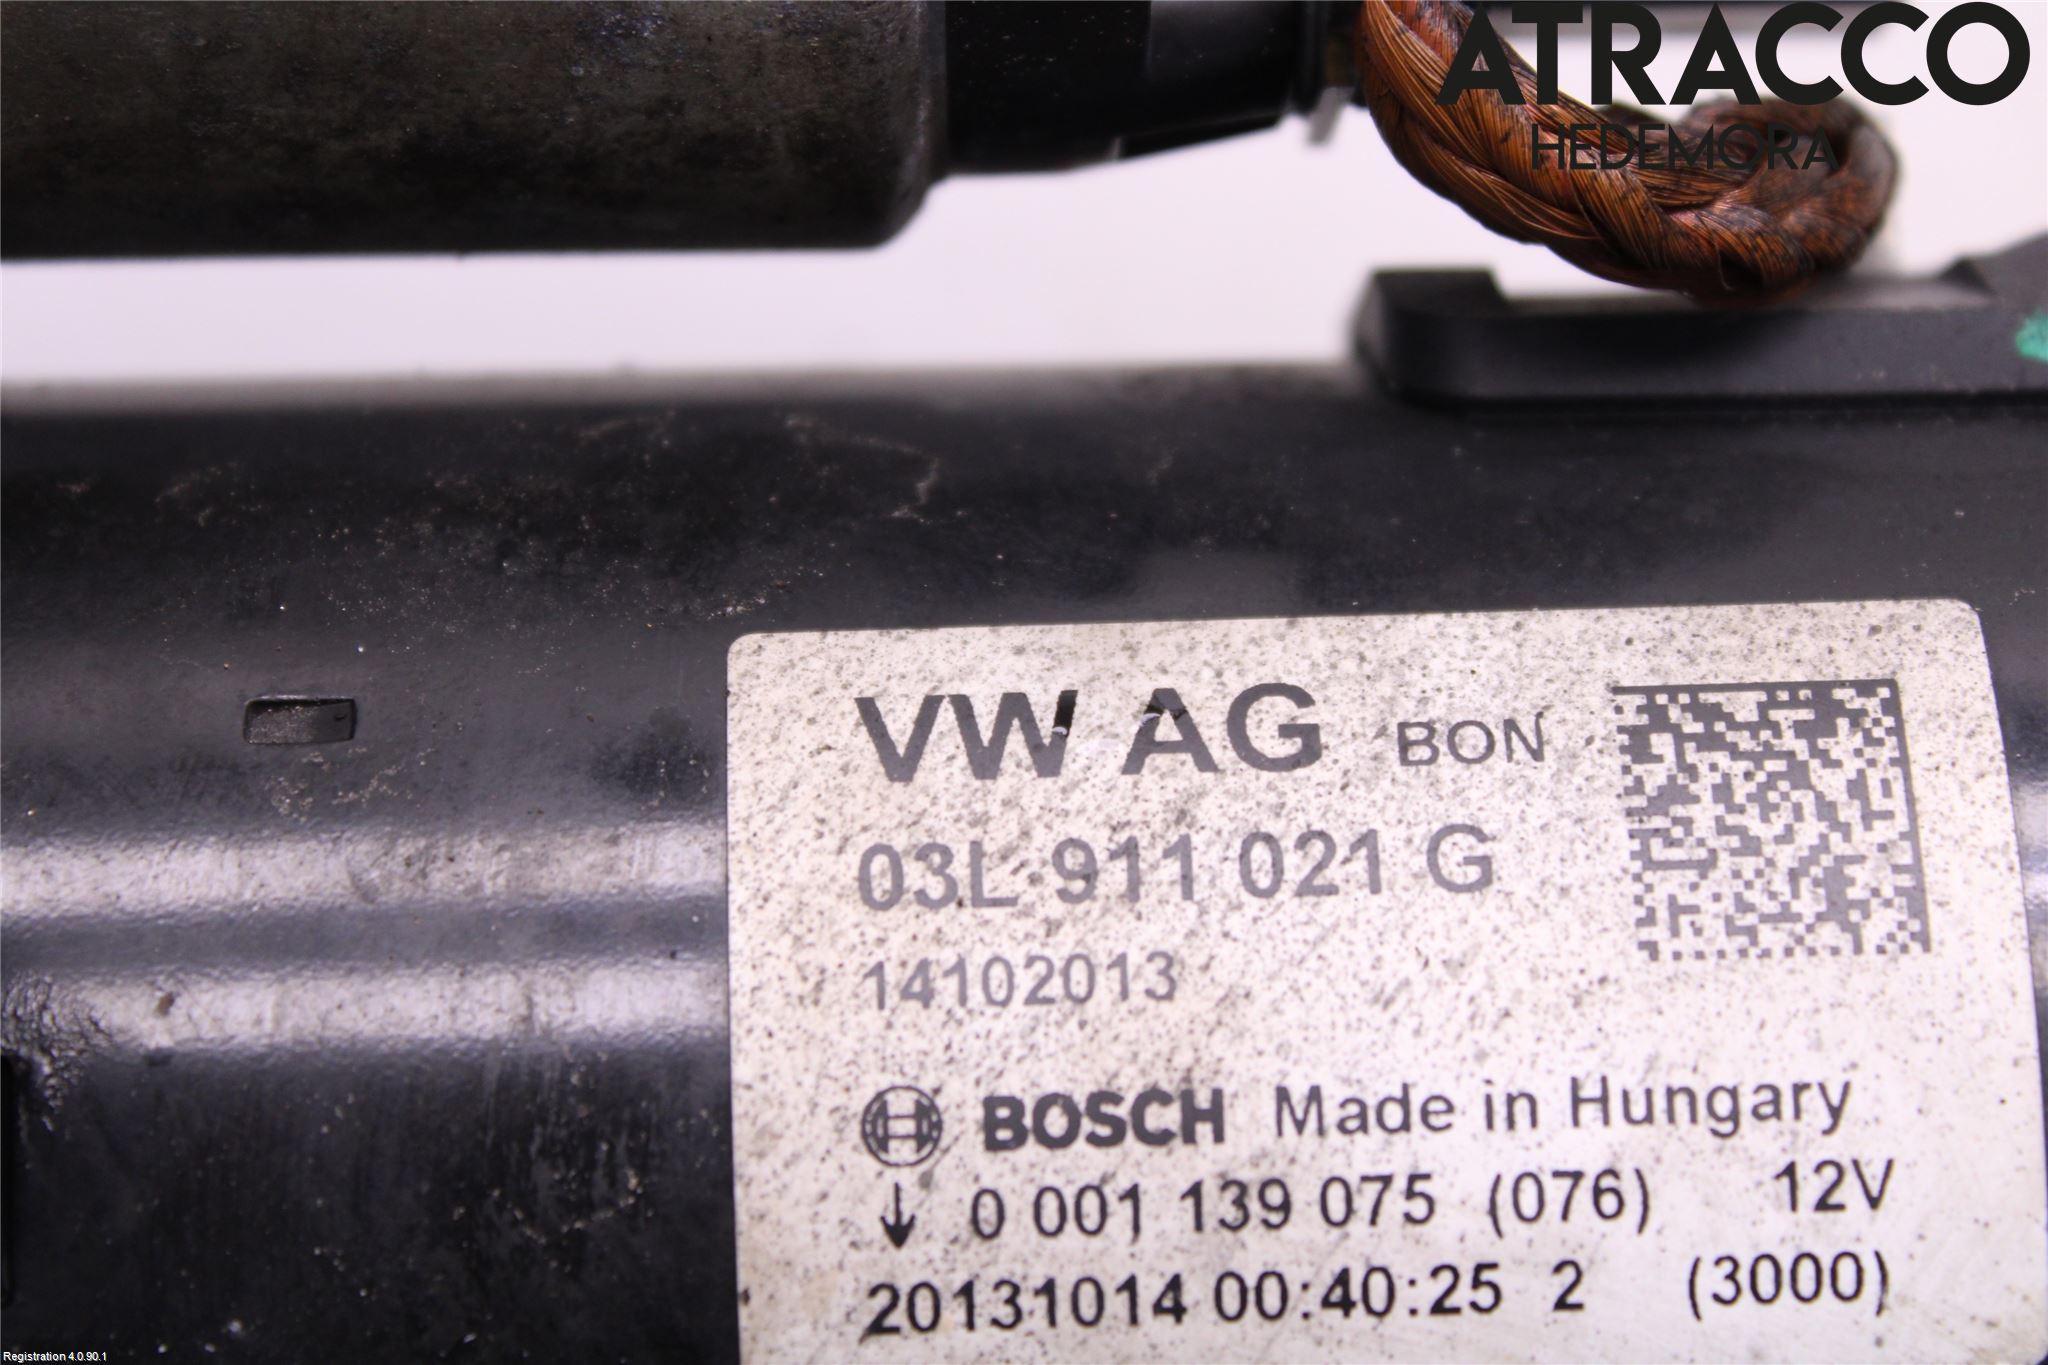 ATRACCO
HEDEMORA
VW AG BON
03L 911 021 G
14102013
BOSCH Made in Hungary
↓ 0 001 139 075 (076) 12V
20131014 00:40:25 2 (3000)
Registration 4.0.90.1